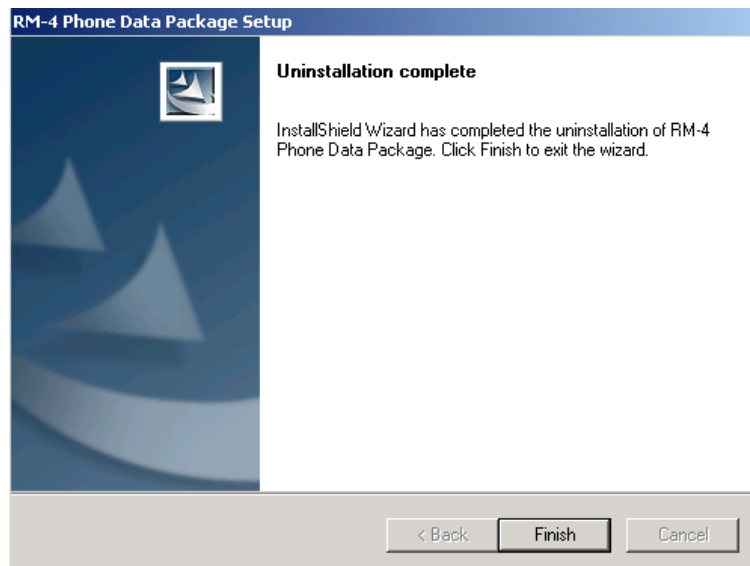 RM-4 Phone Data Package Setup
Uninstallation complete
InstallShield Wizard has completed the uninstallation of RM-4
Phone Data Package. Click Finish to exit the wizard.
< Back
Finish
Cancel